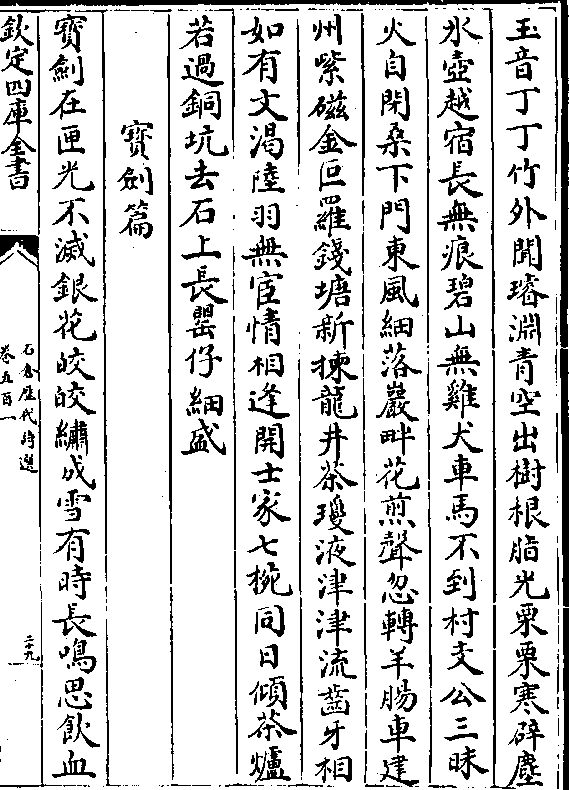 玉音丁丁竹外聞璿淵青空出樹根脂光栗栗寒辟塵
氷壺越宿長無痕碧山無雞犬車馬不到村支公三昧
火自閑桑下門東風細落巖畔花煎聲忽轉羊腸車建
州紫磁金叵羅錢塘新揀龍井茶瓊液津津流齒牙相
如有文渴陸羽無宦情相逢開士家七椀同日傾茶爐
若過銅坑去石上長罌仔細盛
寶劍篇
寶劍在匣光不滅銀花皎皎繡成雪有時長鳴思飲血
欽定四庫全書
石倉歷代詩選
卷五百一
二十九